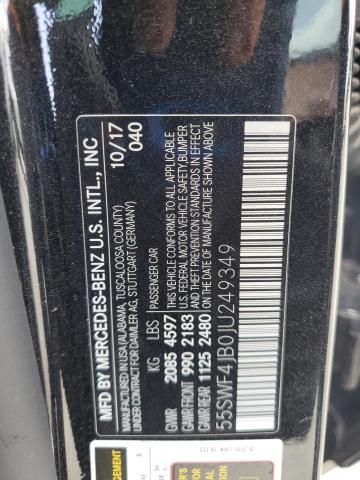 MFD BY MERCEDES-BENZ U.S. INTL., INC
MANUFACTURED IN USA (ALABAMA, TUSCALOOSA COUNTY)
UNDER CONTRACT FOR DAIMLER AG, STUTTGART (GERMANY)
10/17
040
KG LBS
PASSENGER CAR
GVWR 2085 4597
GAWR FRONT 990 2183
GAWR REAR 1125 2480
THIS VEHICLE CONFORMS TO ALL APPLICABLE
U.S. FEDERAL MOTOR VEHICLE SAFETY, BUMPER
AND THEFT PREVENTION STANDARDS IN EFFECT ON
THE DATE OF MANUFACTURE SHOWN ABOVE.
55SWF4JB0JU249349